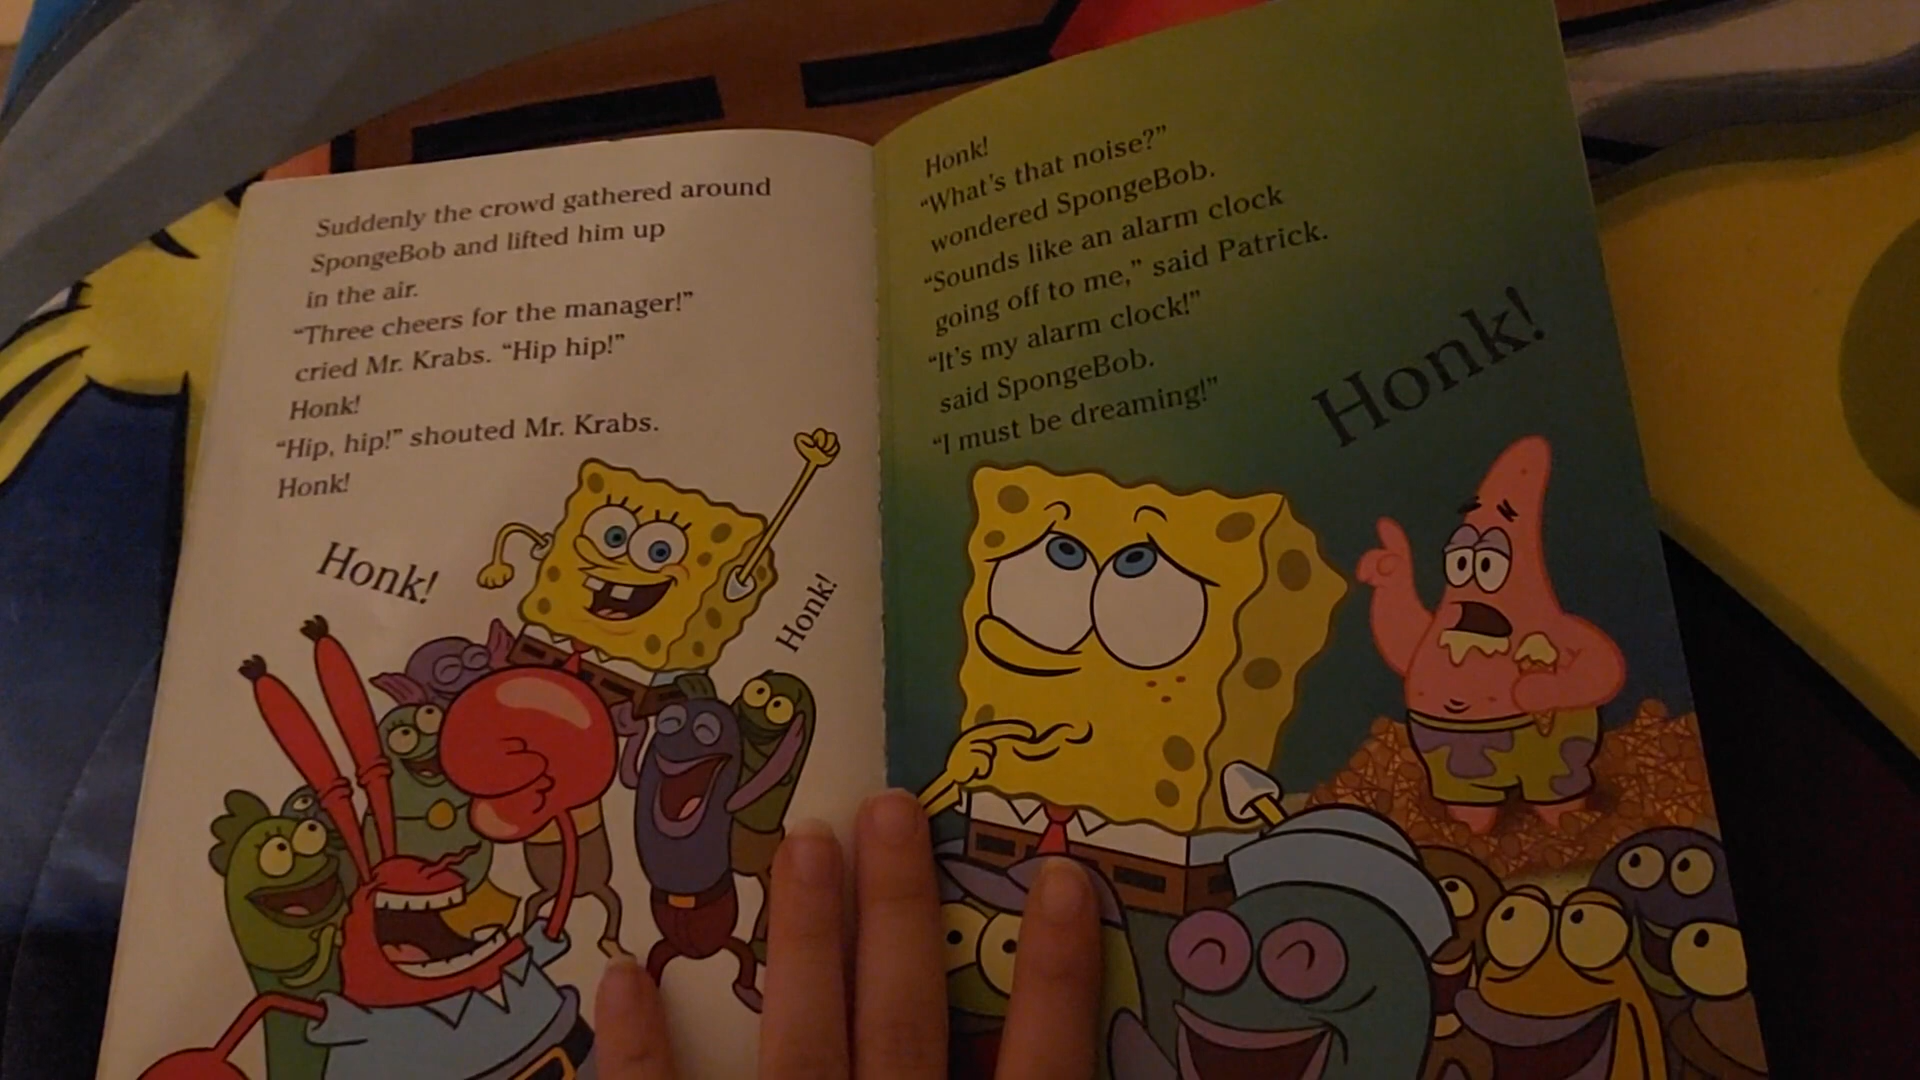 Suddenly the crowd gathered around
SpongeBob and lifted him up
in the air.
“Three cheers for the manager!”
cried Mr. Krabs. “Hip hip!”
Honk!
“Hip, hip!” shouted Mr. Krabs.
Honk!
Honk!
Honk!
Honk!
“What’s that noise?”
wondered SpongeBob.
“Sounds like an alarm clock
going off to me,” said Patrick.
“It’s my alarm clock!”
said SpongeBob.
“I must be dreaming!”
Honk!